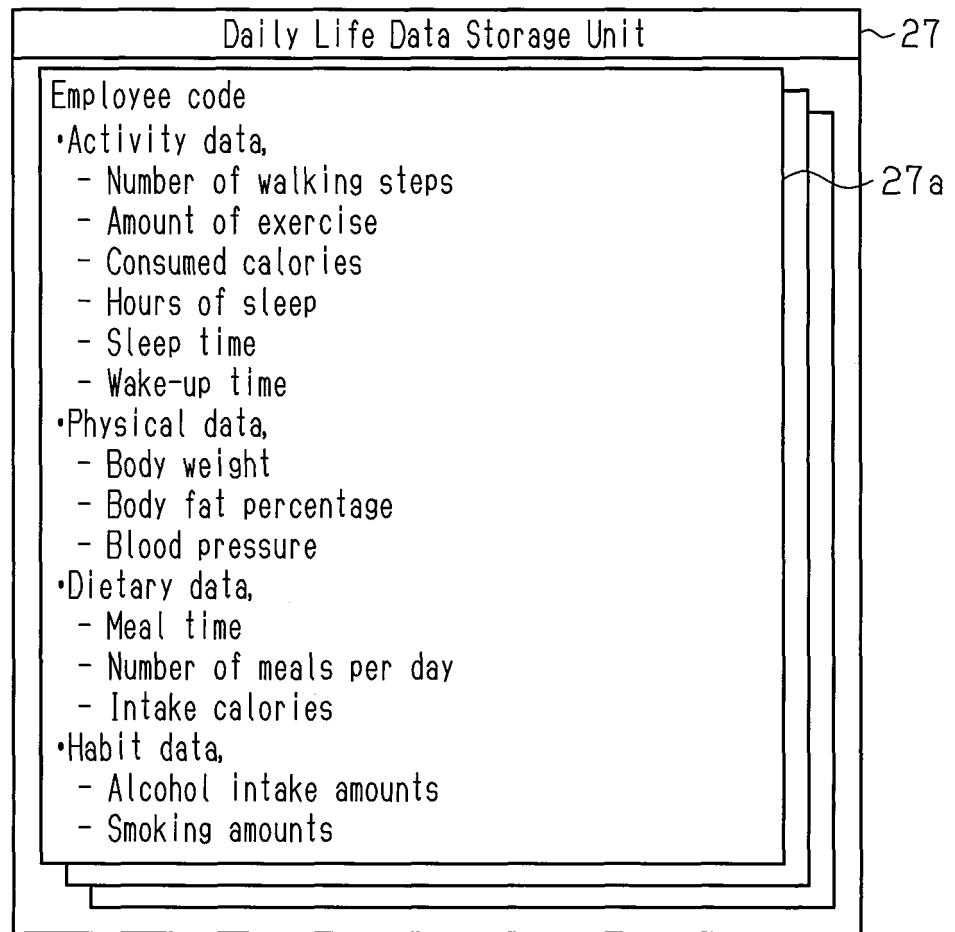 Daily Life Data Storage Unit
27
Employee code
•Activity data,
- Number of walking steps
27a
- Amount of exercise
- Consumed calories
- Hours of sleep
- Sleep time
- Wake-up time
•Physical data,
- Body weight
- Body fat percentage
- Blood pressure
•Dietary data,
- Meal time
- Number of meals per day
- Intake calories
•Habit data,
- Alcohol intake amounts
- Smoking amounts